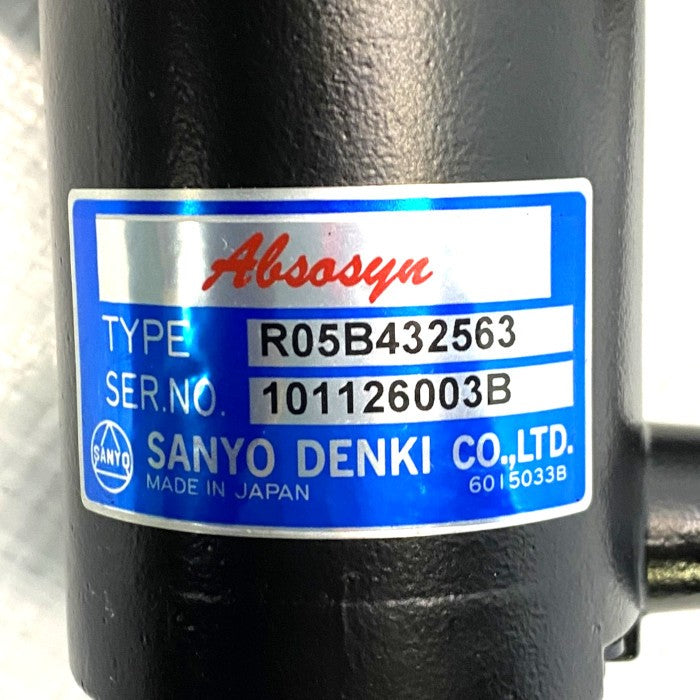 Absosyn
TYPE R05B432563
SER.NO. 101126003B
SANYO SANYO DENKI CO.,LTD.
MADE IN JAPAN 6015033B